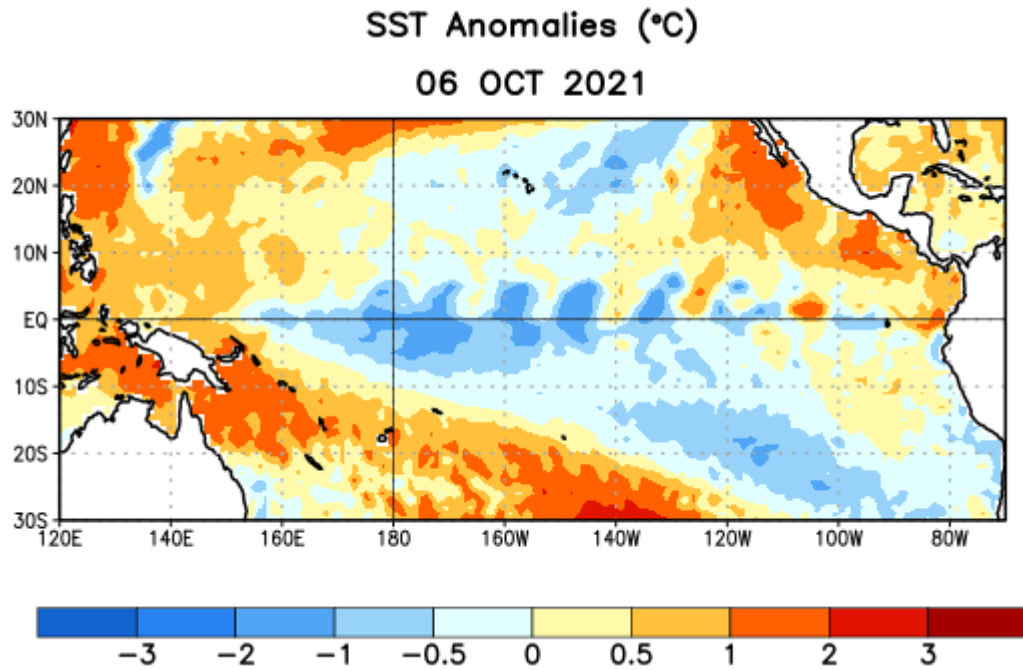 SST Anomalies (°C)
06 OCT 2021
30N
20N
10N
EQ
10S
20S
30S
120E 140E 160E 180 160W 140W 120W 100W 80W
-3 -2 -1 -0.5 0 0.5 1 2 3